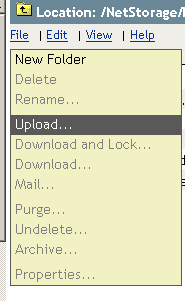 Location: /NetStorage/
File | Edit | View | Help
New Folder
Delete
Rename...
Upload...
Download and Lock...
Download...
Mail...
Purge...
Undelete...
Archive...
Properties...